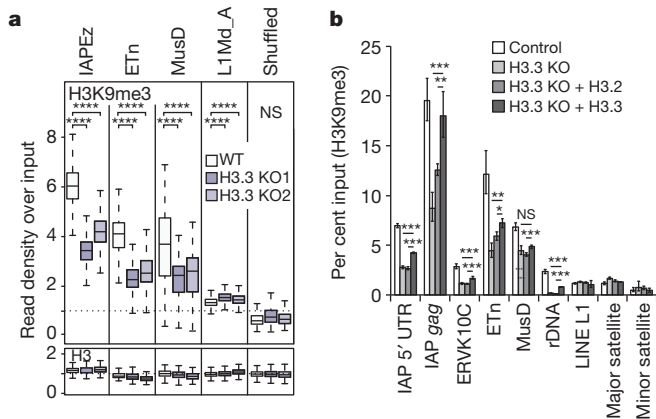 a
IAPEz
ETn
MusD
L1Md_A
Shuffled
H3K9me3
**** **** **** ****
**** **** **** ****
NS
WT
H3.3 KO1
H3.3 KO2
8
6
4
2
0
Read density over input
H3
2
1
0
b
Control
H3.3 KO
H3.3 KO + H3.2
H3.3 KO + H3.3
Per cent input (H3K9me3)
25
20
15
10
5
0
***
**
***
***
***
***
**
*
NS
***
***
***
IAP 5′ UTR
IAP gag
ERVK10C
ETn
MusD
rDNA
LINE L1
Major satellite
Minor satellite